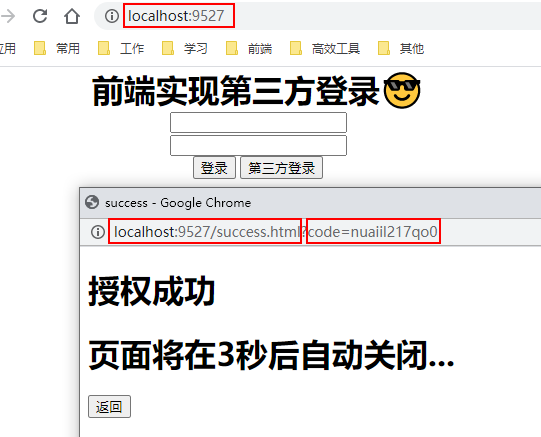 localhost:9527
应用 常用 工作 学习 前端 高效工具 其他
前端实现第三方登录😎
登录 第三方登录
success - Google Chrome
localhost:9527/success.html?code=nuaiil217qo0
授权成功
页面将在3秒后自动关闭...
返回